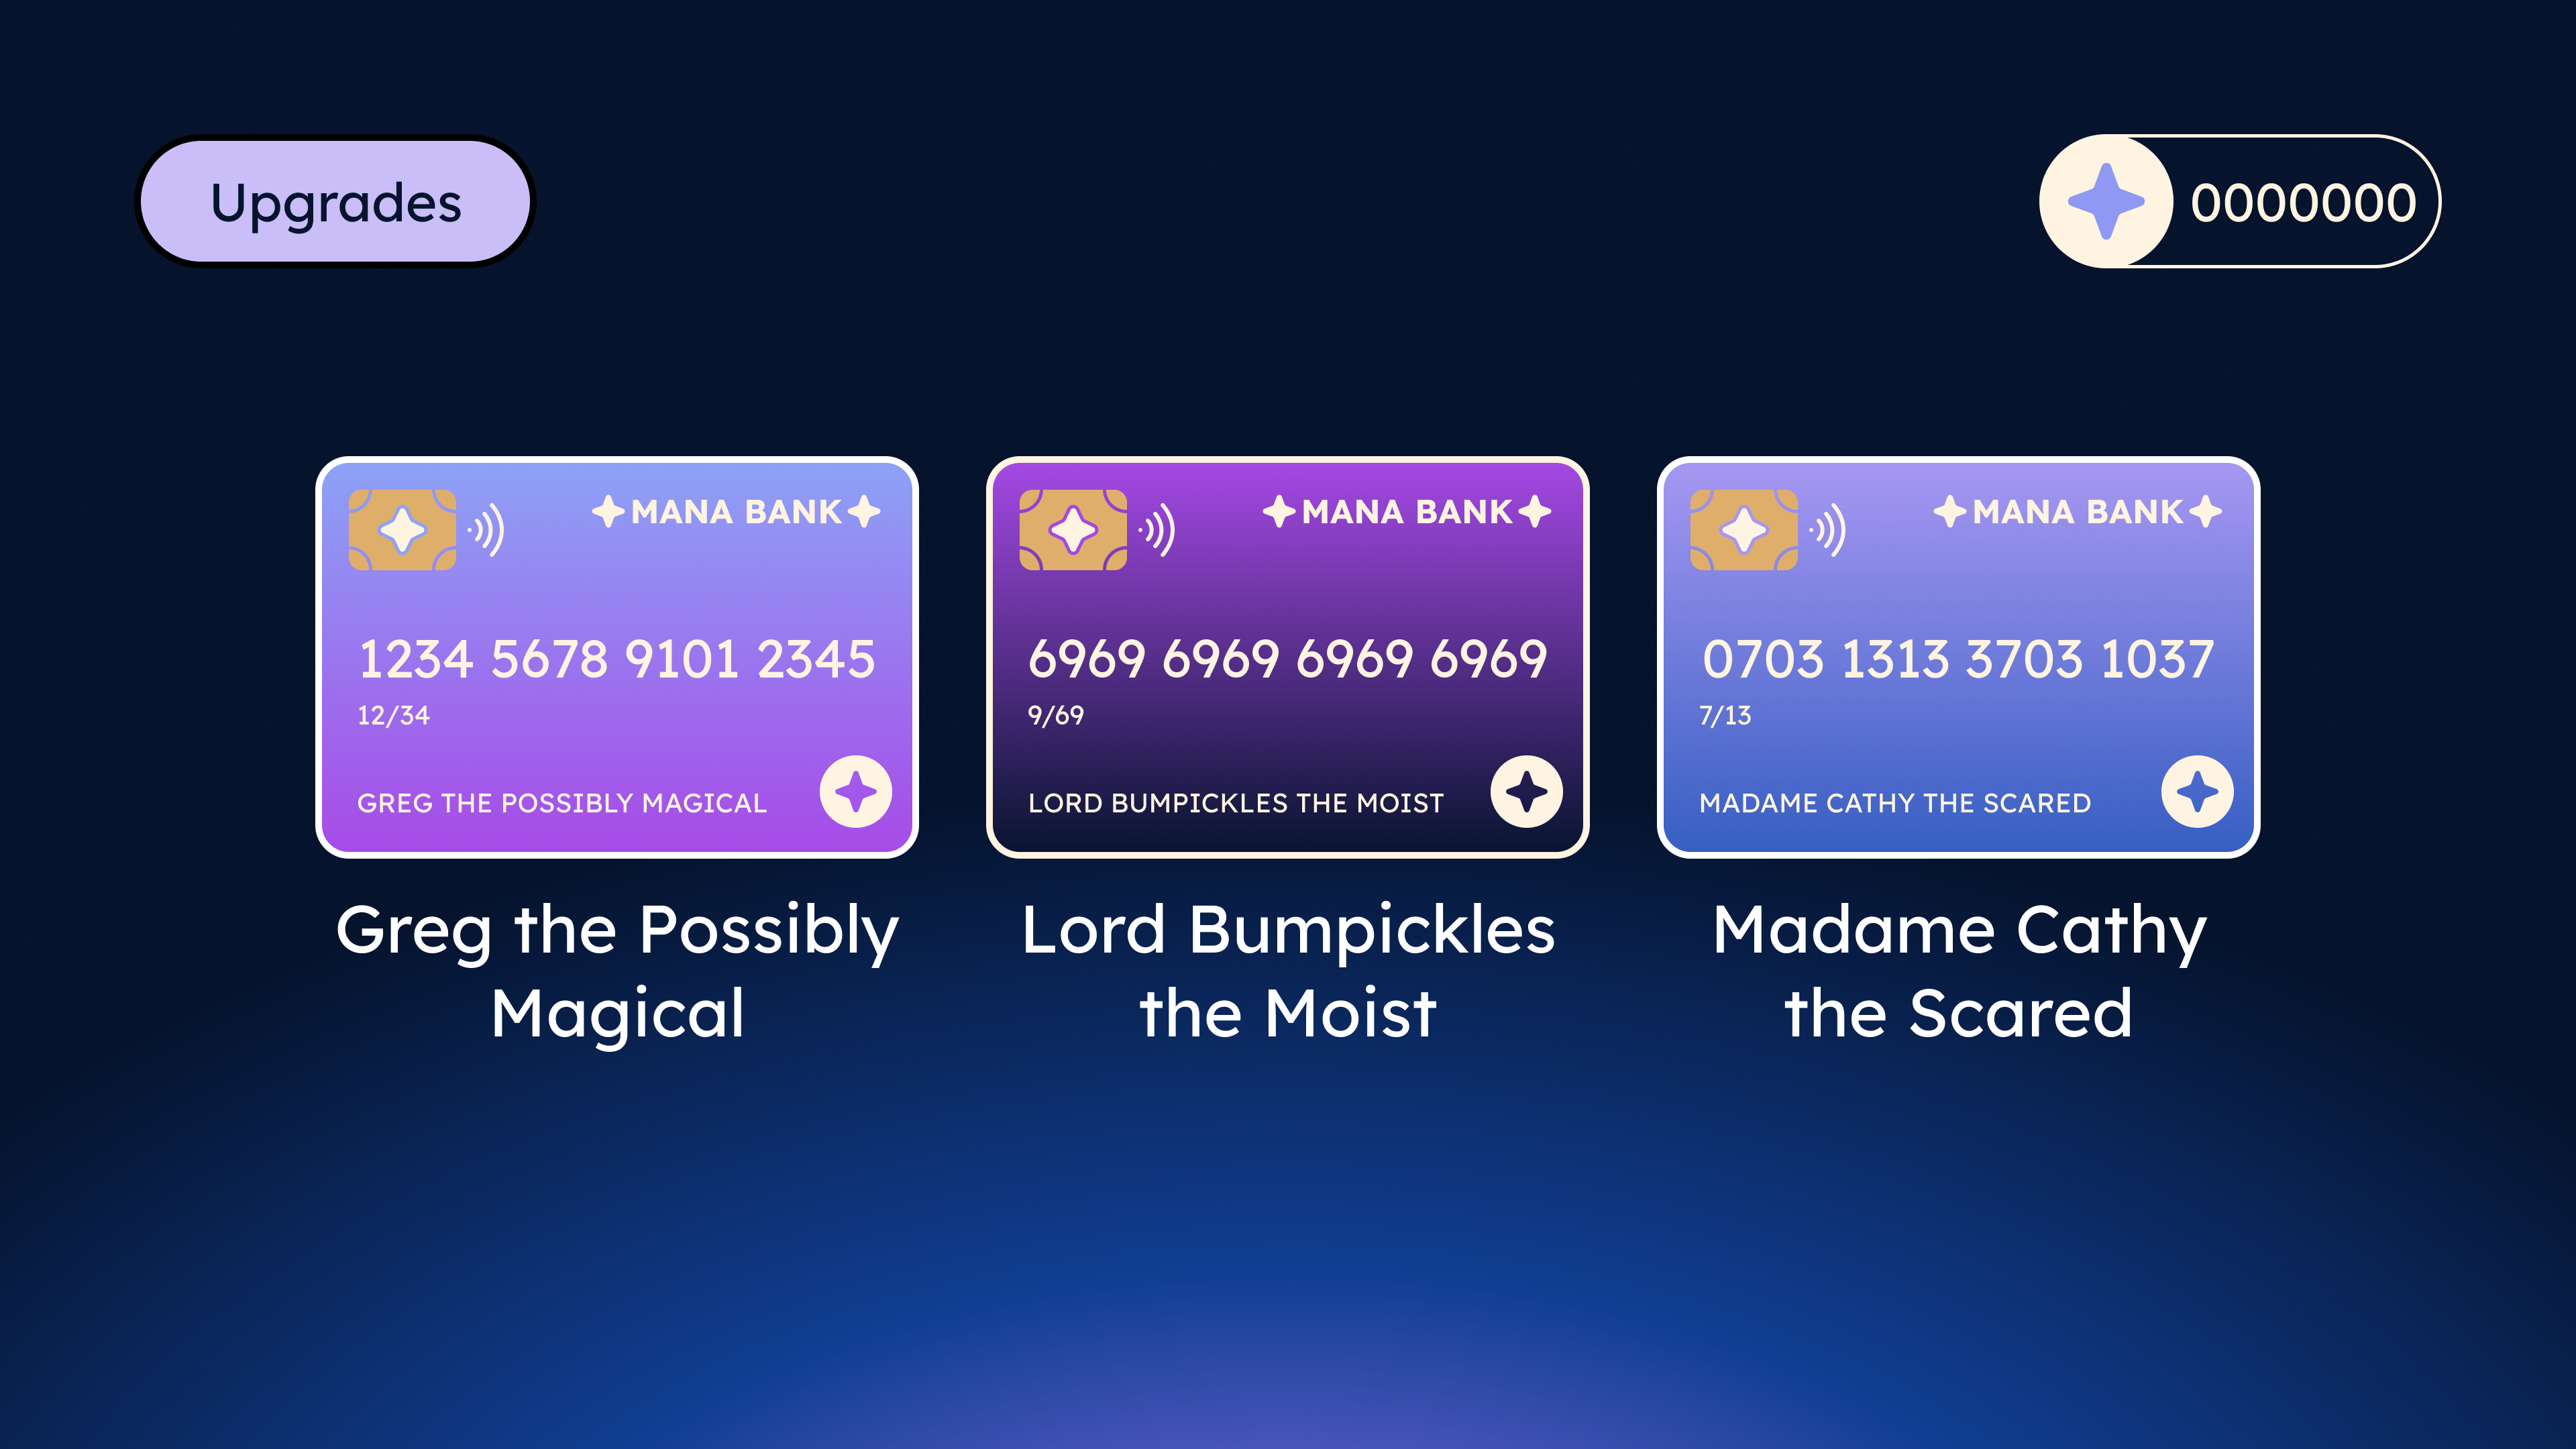 Upgrades
0000000
MANA BANK
1234 5678 9101 2345
12/34
GREG THE POSSIBLY MAGICAL
MANA BANK
6969 6969 6969 6969
9/69
LORD BUMPICKLES THE MOIST
MANA BANK
0703 1313 3703 1037
7/13
MADAME CATHY THE SCARED
Greg the Possibly
Magical
Lord Bumpickles
the Moist
Madame Cathy
the Scared